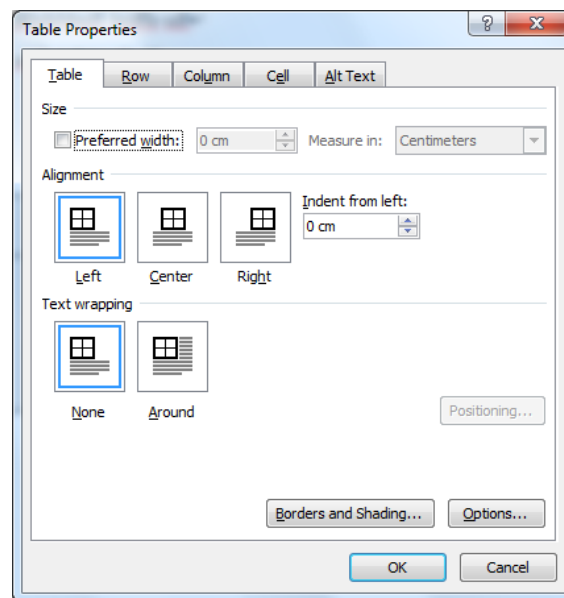 Table Properties
Table Row Column Cell Alt Text
Size
Preferred width: 0 cm Measure in: Centimeters
Alignment
Indent from left:
0 cm
Left Center Right
Text wrapping
None Around Positioning...
Borders and Shading... Options...
OK Cancel